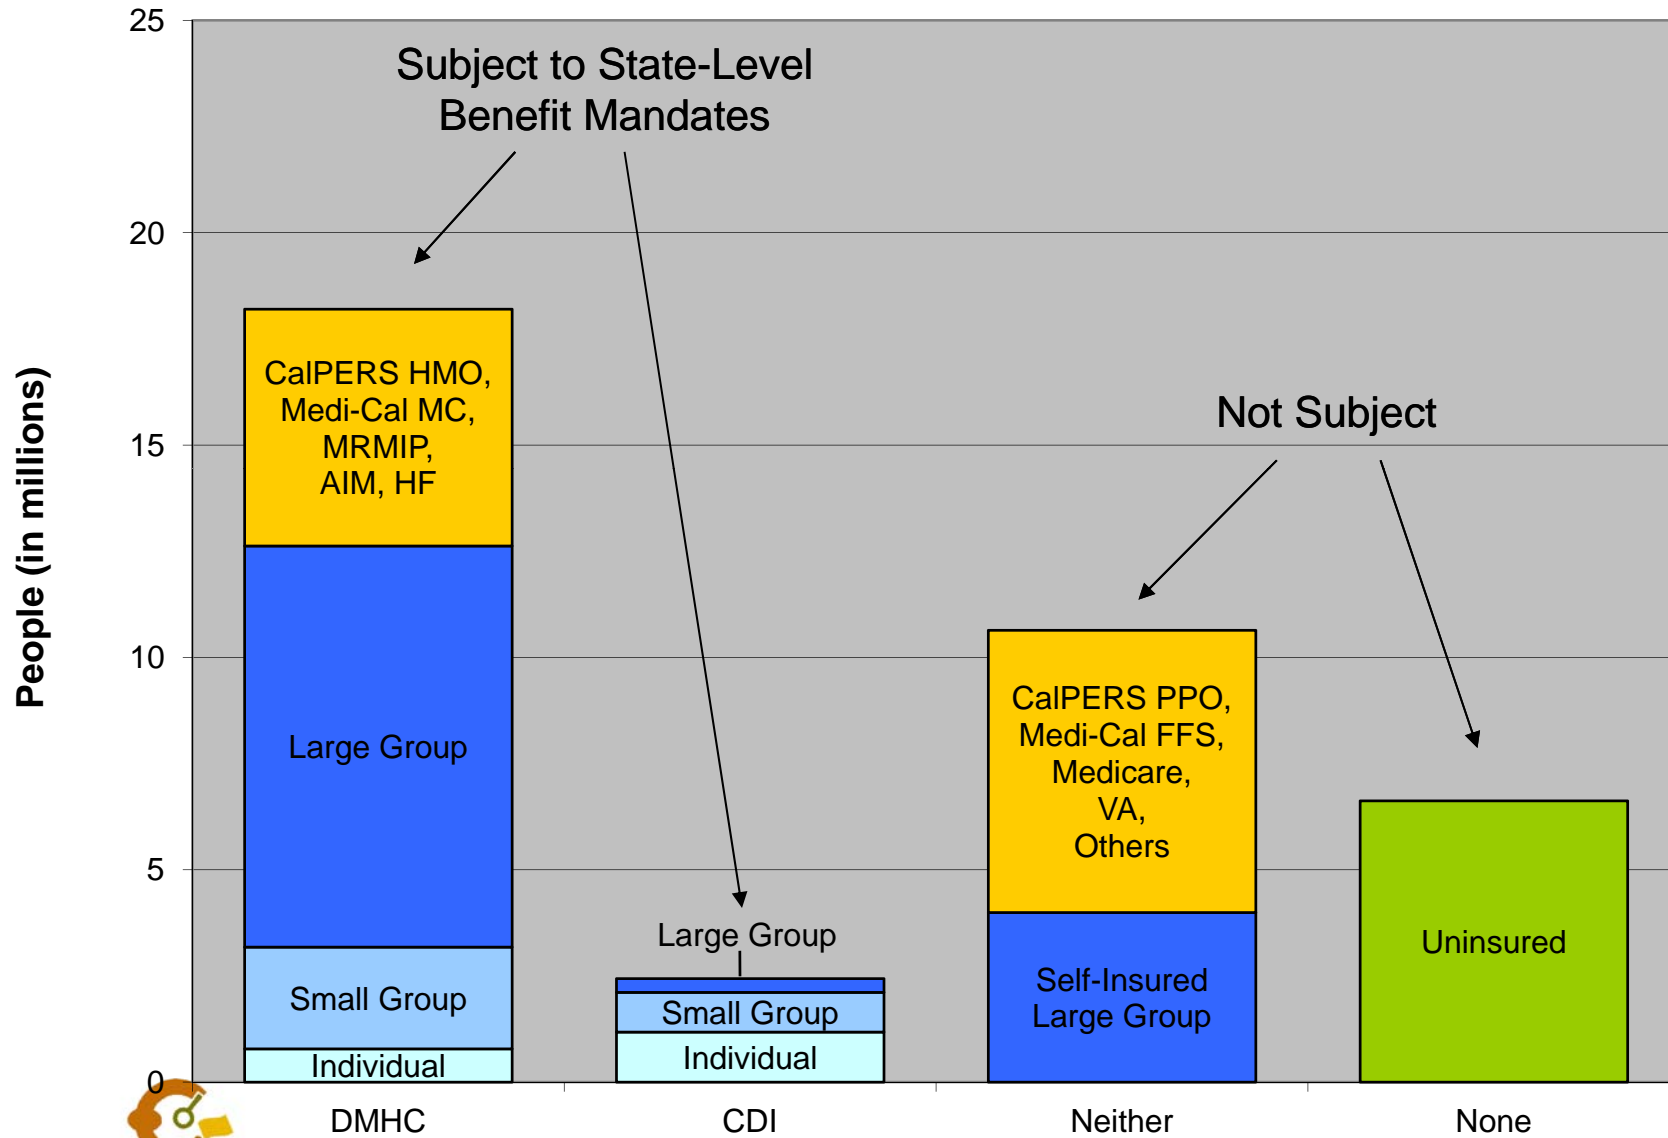 25
20
15
10
5
0
People (in millions)
Subject to State-Level
Benefit Mandates
Not Subject
CalPERS HMO,
Medi-Cal MC,
MRMIP,
AIM, HF
Large Group
Small Group
Individual
Large Group
Small Group
Individual
CalPERS PPO,
Medi-Cal FFS,
Medicare,
VA,
Others
Self-Insured
Large Group
Uninsured
DMHC
CDI
Neither
None